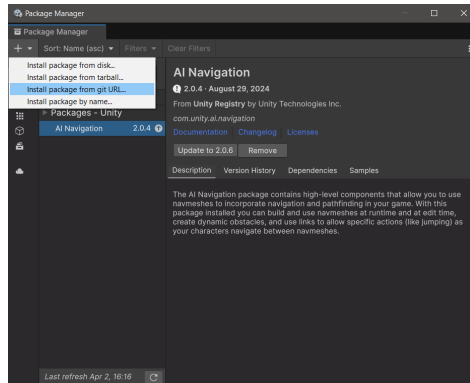 Package Manager
Package Manager
+ Sort: Name (asc) Filters Clear Filters
Install package from disk...
Install package from tarball...
Install package from git URL...
Install package by name...
Packages - Unity
AI Navigation 2.0.4
Last refresh Apr 2, 16:16
AI Navigation
2.0.4 · August 29, 2024
From Unity Registry by Unity Technologies Inc.
com.unity.ai.navigation
Documentation Changelog Licenses
Update to 2.0.6 Remove
Description Version History Dependencies Samples
The AI Navigation package contains high-level components that allow you to use
navmeshes to incorporate navigation and pathfinding in your game. With this
package installed you can build and use navmeshes at runtime and at edit time,
create dynamic obstacles, and use links to allow specific actions (like jumping) as
your characters navigate between navmeshes.